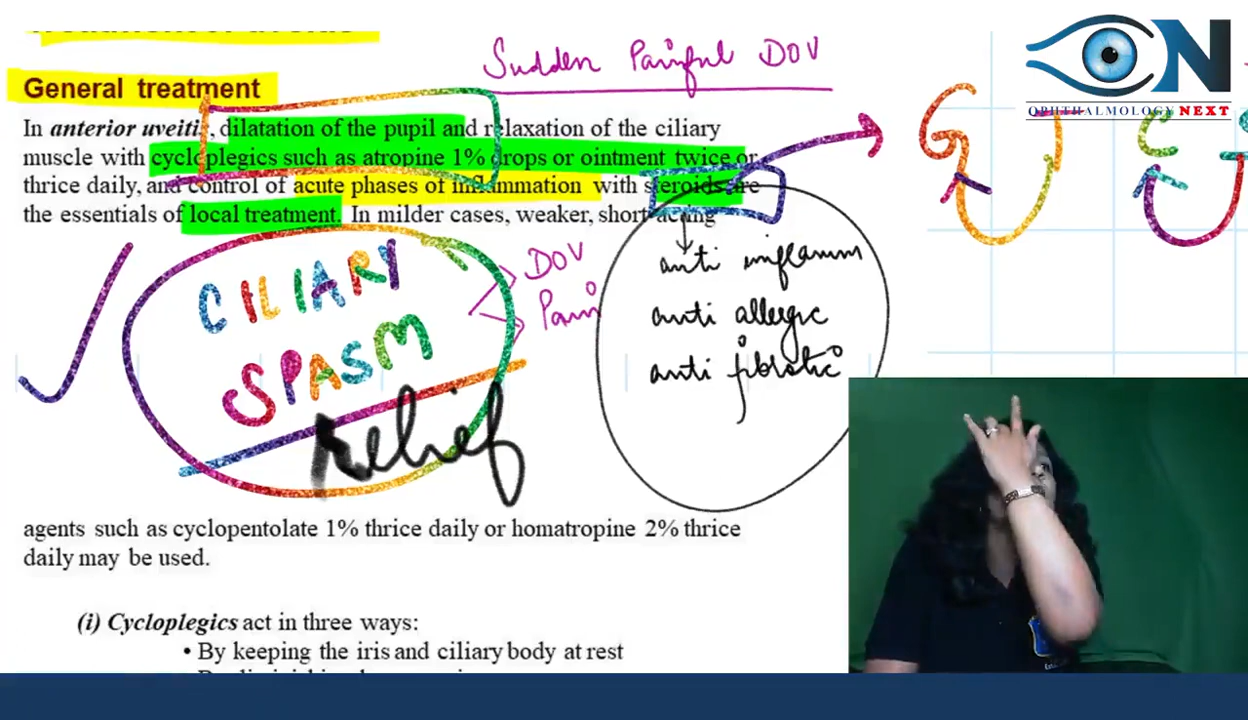 Sudden Painful DOV
ON
OPHTHALMOLOGY NEXT
General treatment
In anterior uveitis, dilatation of the pupil and relaxation of the ciliary
muscle with cycloplegics such as atropine 1% drops or ointment twice or
thrice daily, and control of acute phases of inflammation with steroids are
the essentials of local treatment. In milder cases, weaker, short-acting
CILIARY
SPASM
relief
DOV
Pain
anti inflamm
anti allergic
anti fibrotic
agents such as cyclopentolate 1% thrice daily or homatropine 2% thrice
daily may be used.
(i) Cycloplegics act in three ways:
• By keeping the iris and ciliary body at rest